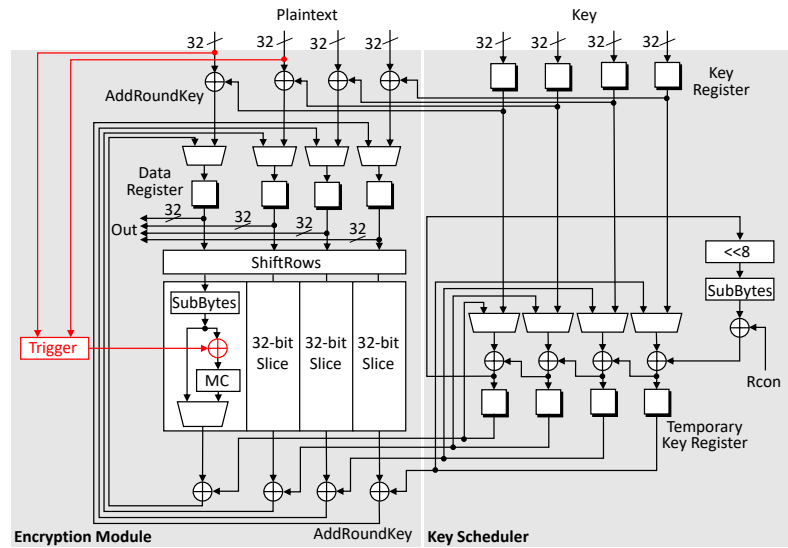 Plaintext
Key
32
32
32
32
32
32
32
32
AddRoundKey
Key
Register
Data
Register
32
32
32
32
Out
ShiftRows
<<8
SubBytes
SubBytes
Trigger
32-bit
Slice
32-bit
Slice
32-bit
Slice
MC
Rcon
Temporary
Key Register
AddRoundKey
Encryption Module
Key Scheduler